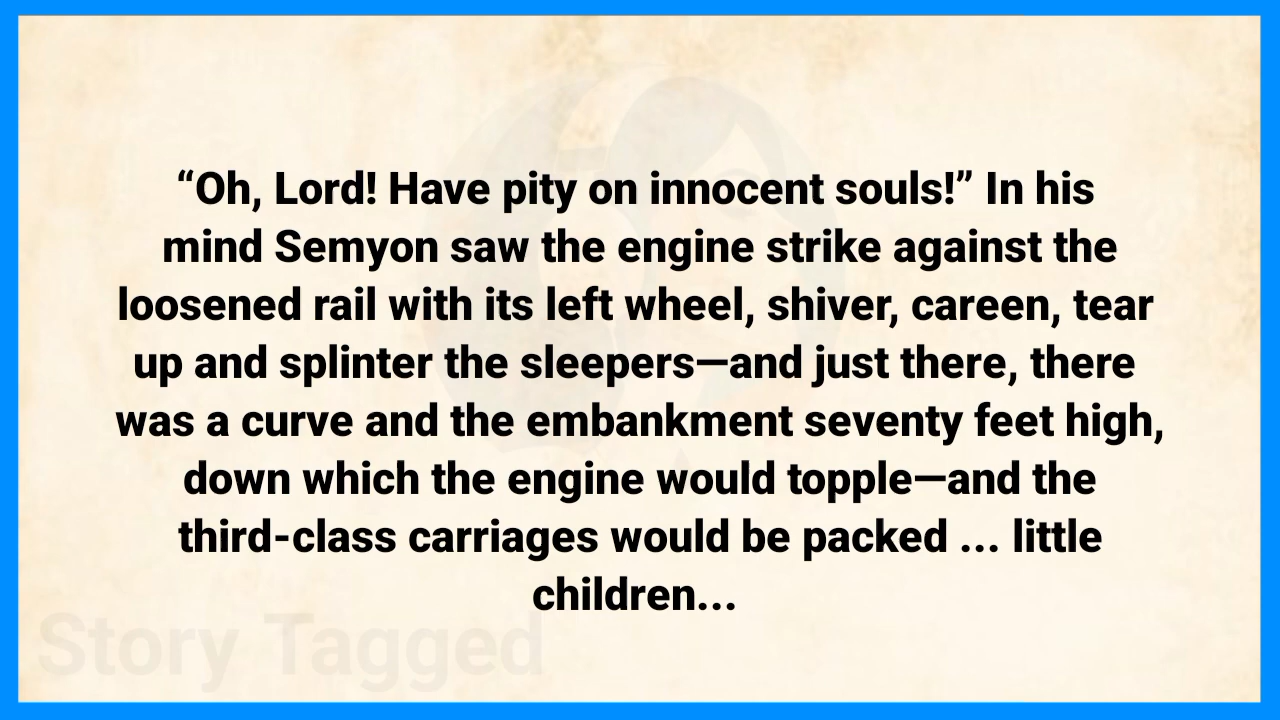 “Oh, Lord! Have pity on innocent souls!” In his
mind Semyon saw the engine strike against the
loosened rail with its left wheel, shiver, careen, tear
up and splinter the sleepers—and just there, there
was a curve and the embankment seventy feet high,
down which the engine would topple—and the
third-class carriages would be packed ... little
children...
Story Tagged